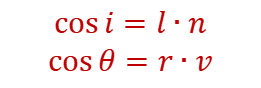 cos i = l · n
cos θ = r · v